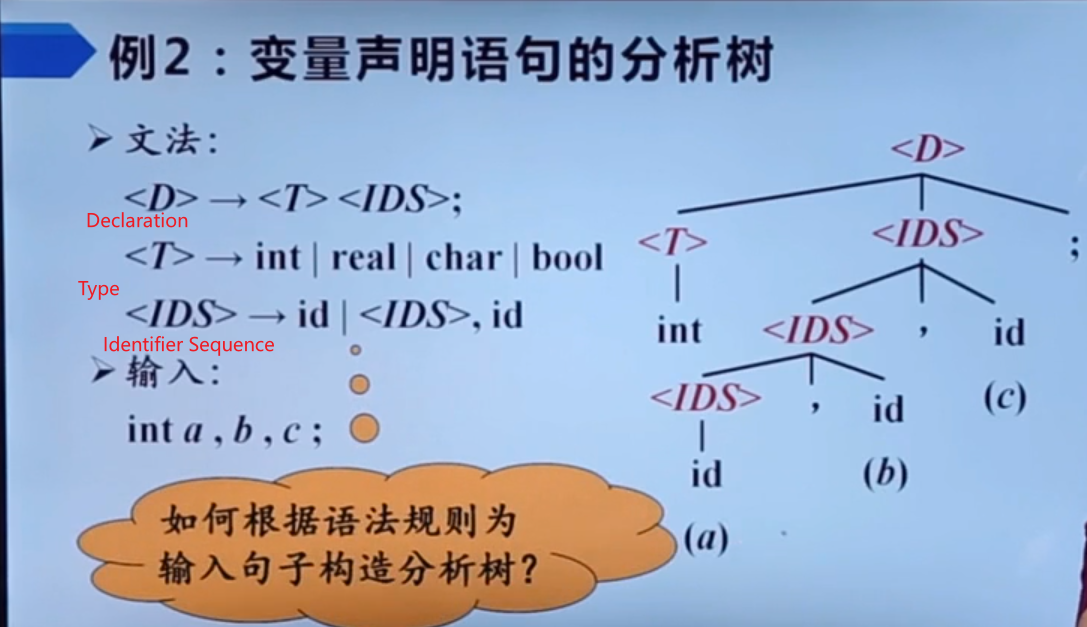 例2：变量声明语句的分析树
➢ 文法：
<D> → <T> <IDS>;
Declaration
<T> → int | real | char | bool
Type
<IDS> → id | <IDS>, id
Identifier Sequence
➢ 输入：
int a , b , c ;
如何根据语法规则为
输入句子构造分析树？
<D>
<T> <IDS> ;
int <IDS> , id
<IDS> , id (c)
id (b)
(a)